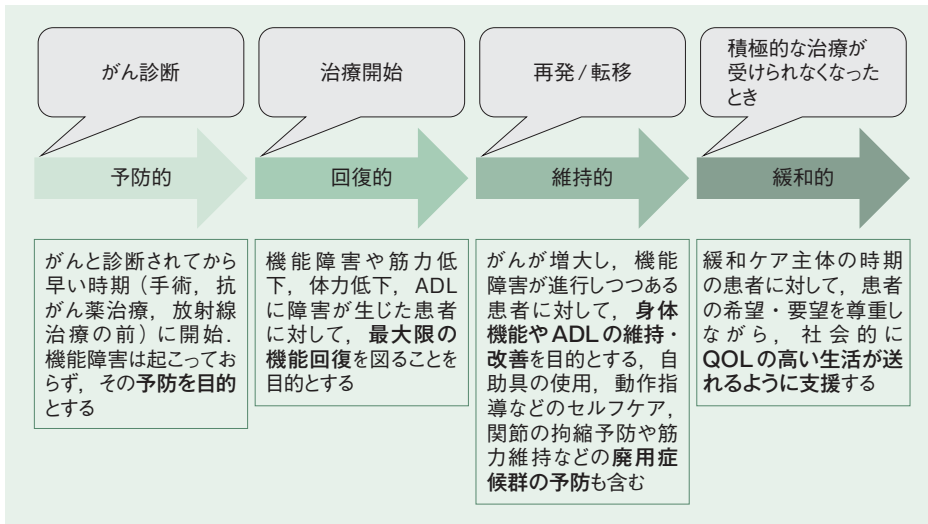 がん診断
治療開始
再発/転移
積極的な治療が
受けられなくなった
とき
予防的
回復的
維持的
緩和的
がんと診断されてから
早い時期(手術,抗
がん薬治療,放射線
治療の前)に開始.
機能障害は起こってお
らず,その予防を目的
とする
機能障害や筋力低
下,体力低下,ADL
に障害が生じた患者
に対して,最大限の
機能回復を図ることを
目的とする
がんが増大し,機能
障害が進行しつつある
患者に対して,身体
機能やADLの維持・
改善を目的とする,自
助具の使用,動作指
導などのセルフケア,
関節の拘縮予防や筋
力維持などの廃用症
候群の予防も含む
緩和ケア主体の時期
の患者に対して,患者
の希望・要望を尊重し
ながら,社会的に
QOLの高い生活が送
れるように支援する